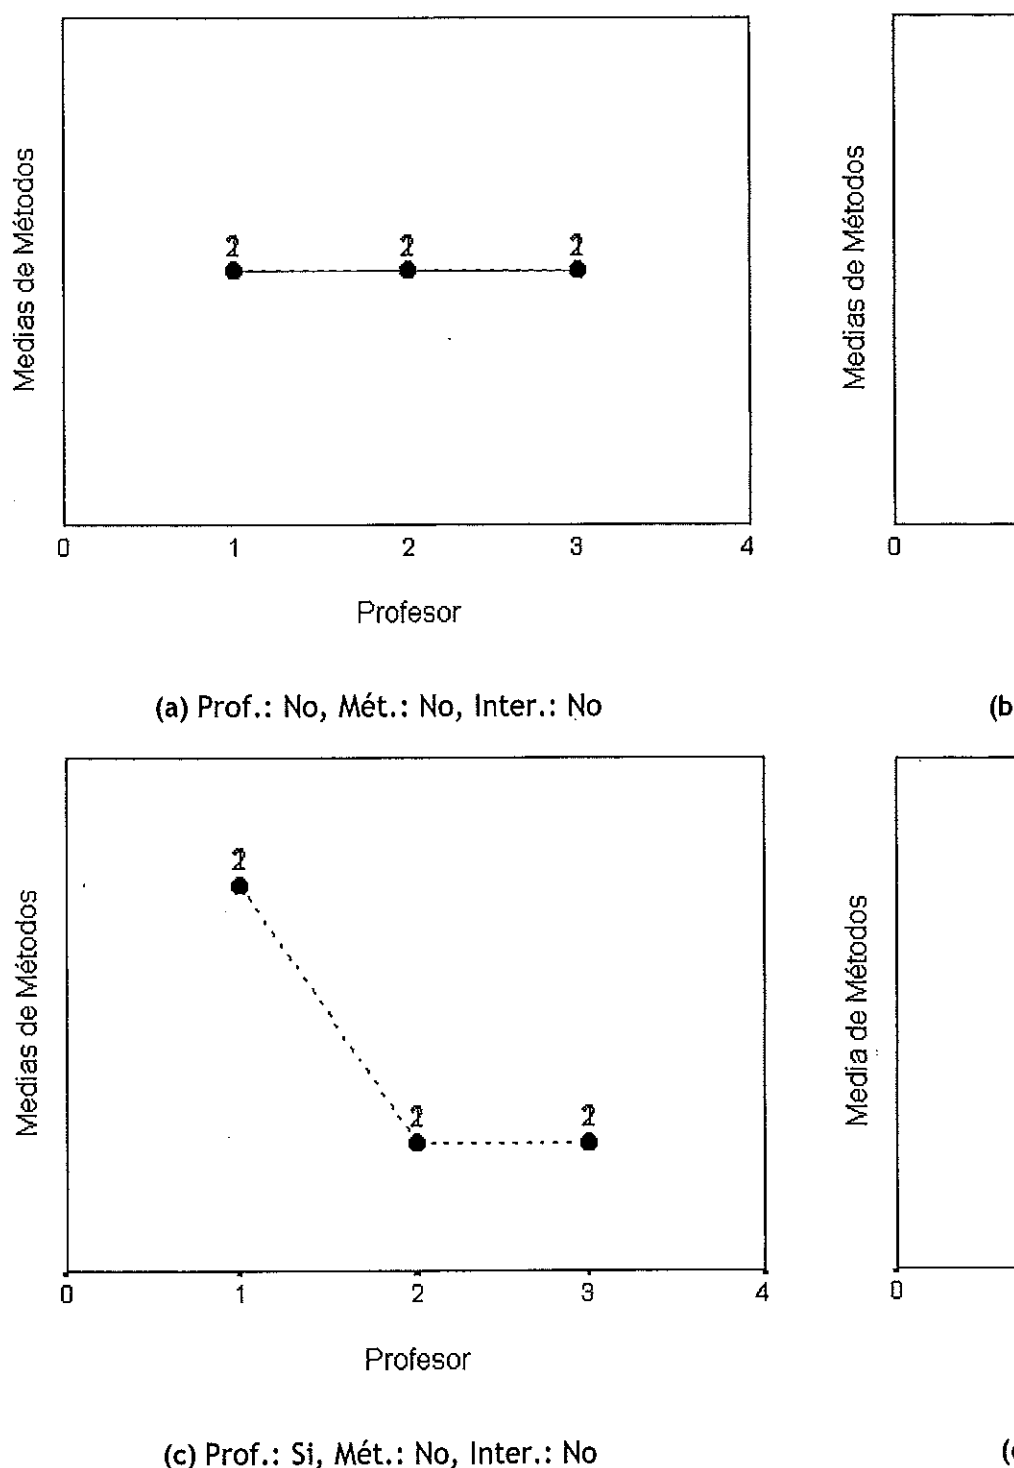 Medias de Métodos
2 2 2
0 1 2 3 4
Profesor
(a) Prof.: No, Mét.: No, Inter.: No
Medias de Métodos
0
(b
Medias de Métodos
2
2 2
0 1 2 3 4
Profesor
(c) Prof.: Si, Mét.: No, Inter.: No
Media de Métodos
0